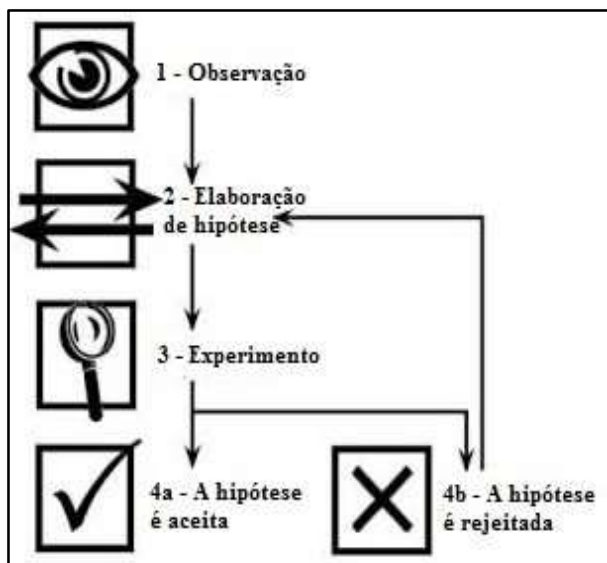 1 - Observação
2 - Elaboração
de hipótese
3 - Experimento
4a - A hipótese
é aceita
4b - A hipótese
é rejeitada